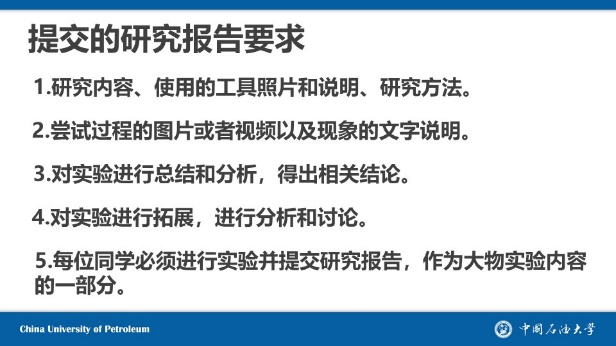 提交的研究报告要求
1.研究内容、使用的工具照片和说明、研究方法。
2.尝试过程的图片或者视频以及现象的文字说明。
3.对实验进行总结和分析，得出相关结论。
4.对实验进行拓展，进行分析和讨论。
5.每位同学必须进行实验并提交研究报告，作为大物实验内容
的一部分。
China University of Petroleum
中国石油大学